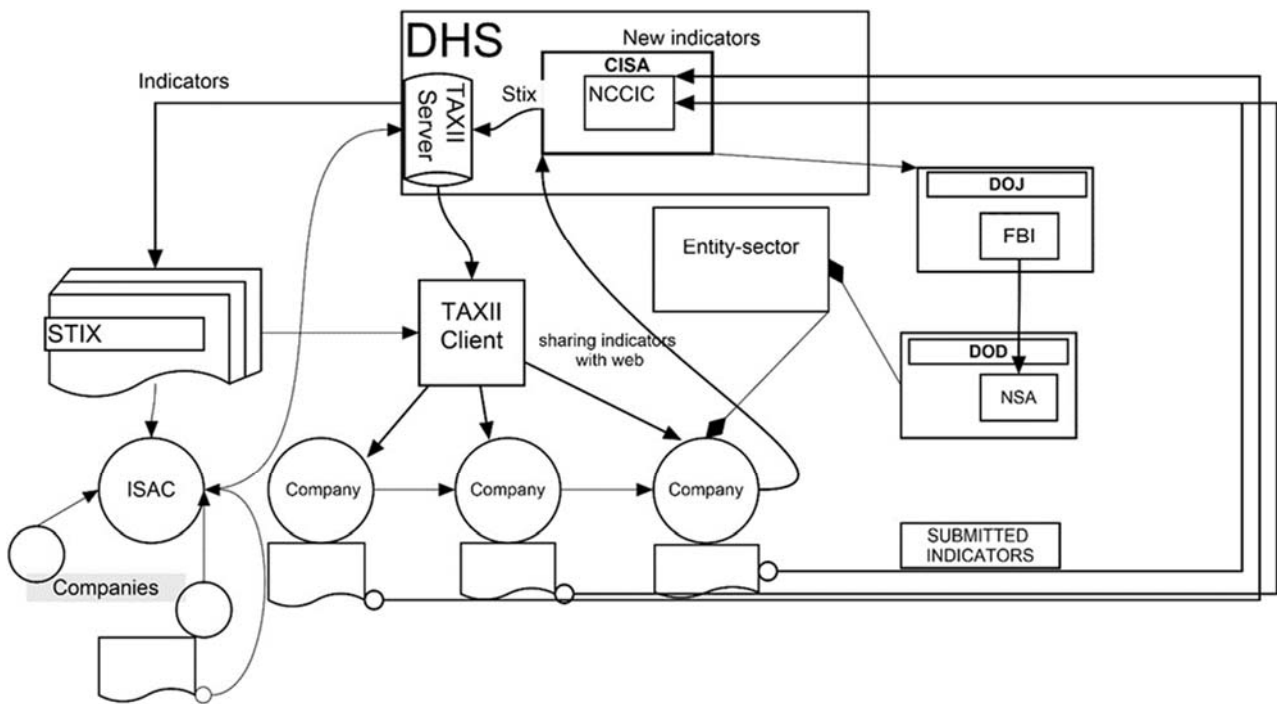 DHS
New indicators
CISA
NCCIC
Indicators
TAXII
Server
Stix
DOJ
FBI
Entity-sector
STIX
TAXII
Client
sharing indicators
with web
DOD
NSA
ISAC
Company
Company
Company
SUBMITTED
INDICATORS
Companies